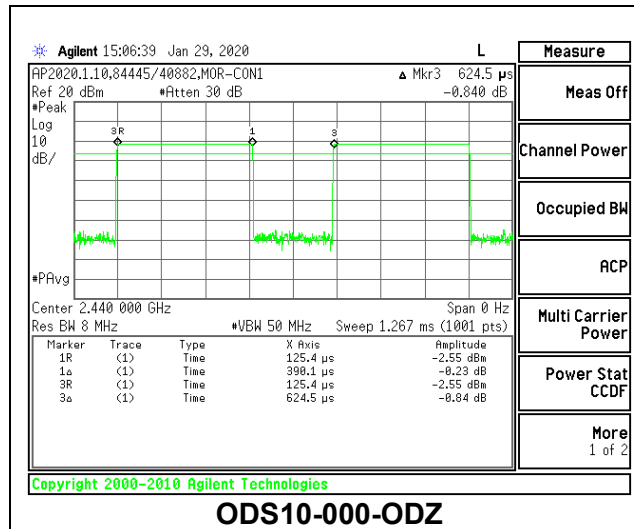 Agilent 15:06:39 Jan 29, 2020 L
Measure
AP2020.1.10,84445/40882,MOR-CON1 Δ Mkr3 624.5 µs
Ref 20 dBm #Atten 30 dB -0.840 dB
#Peak
Log
10
dB/
3R 1 3
#PAvg
Center 2.440 000 GHz Span 0 Hz
Res BW 8 MHz #VBW 50 MHz Sweep 1.267 ms (1001 pts)
Marker Trace Type X Axis Amplitude
1R (1) Time 125.4 µs -2.55 dBm
1Δ (1) Time 390.1 µs -0.23 dB
3R (1) Time 125.4 µs -2.55 dBm
3Δ (1) Time 624.5 µs -0.84 dB
Meas Off
Channel Power
Occupied BW
ACP
Multi Carrier
Power
Power Stat
CCDF
More
1 of 2
Copyright 2000-2010 Agilent Technologies
ODS10-000-ODZ